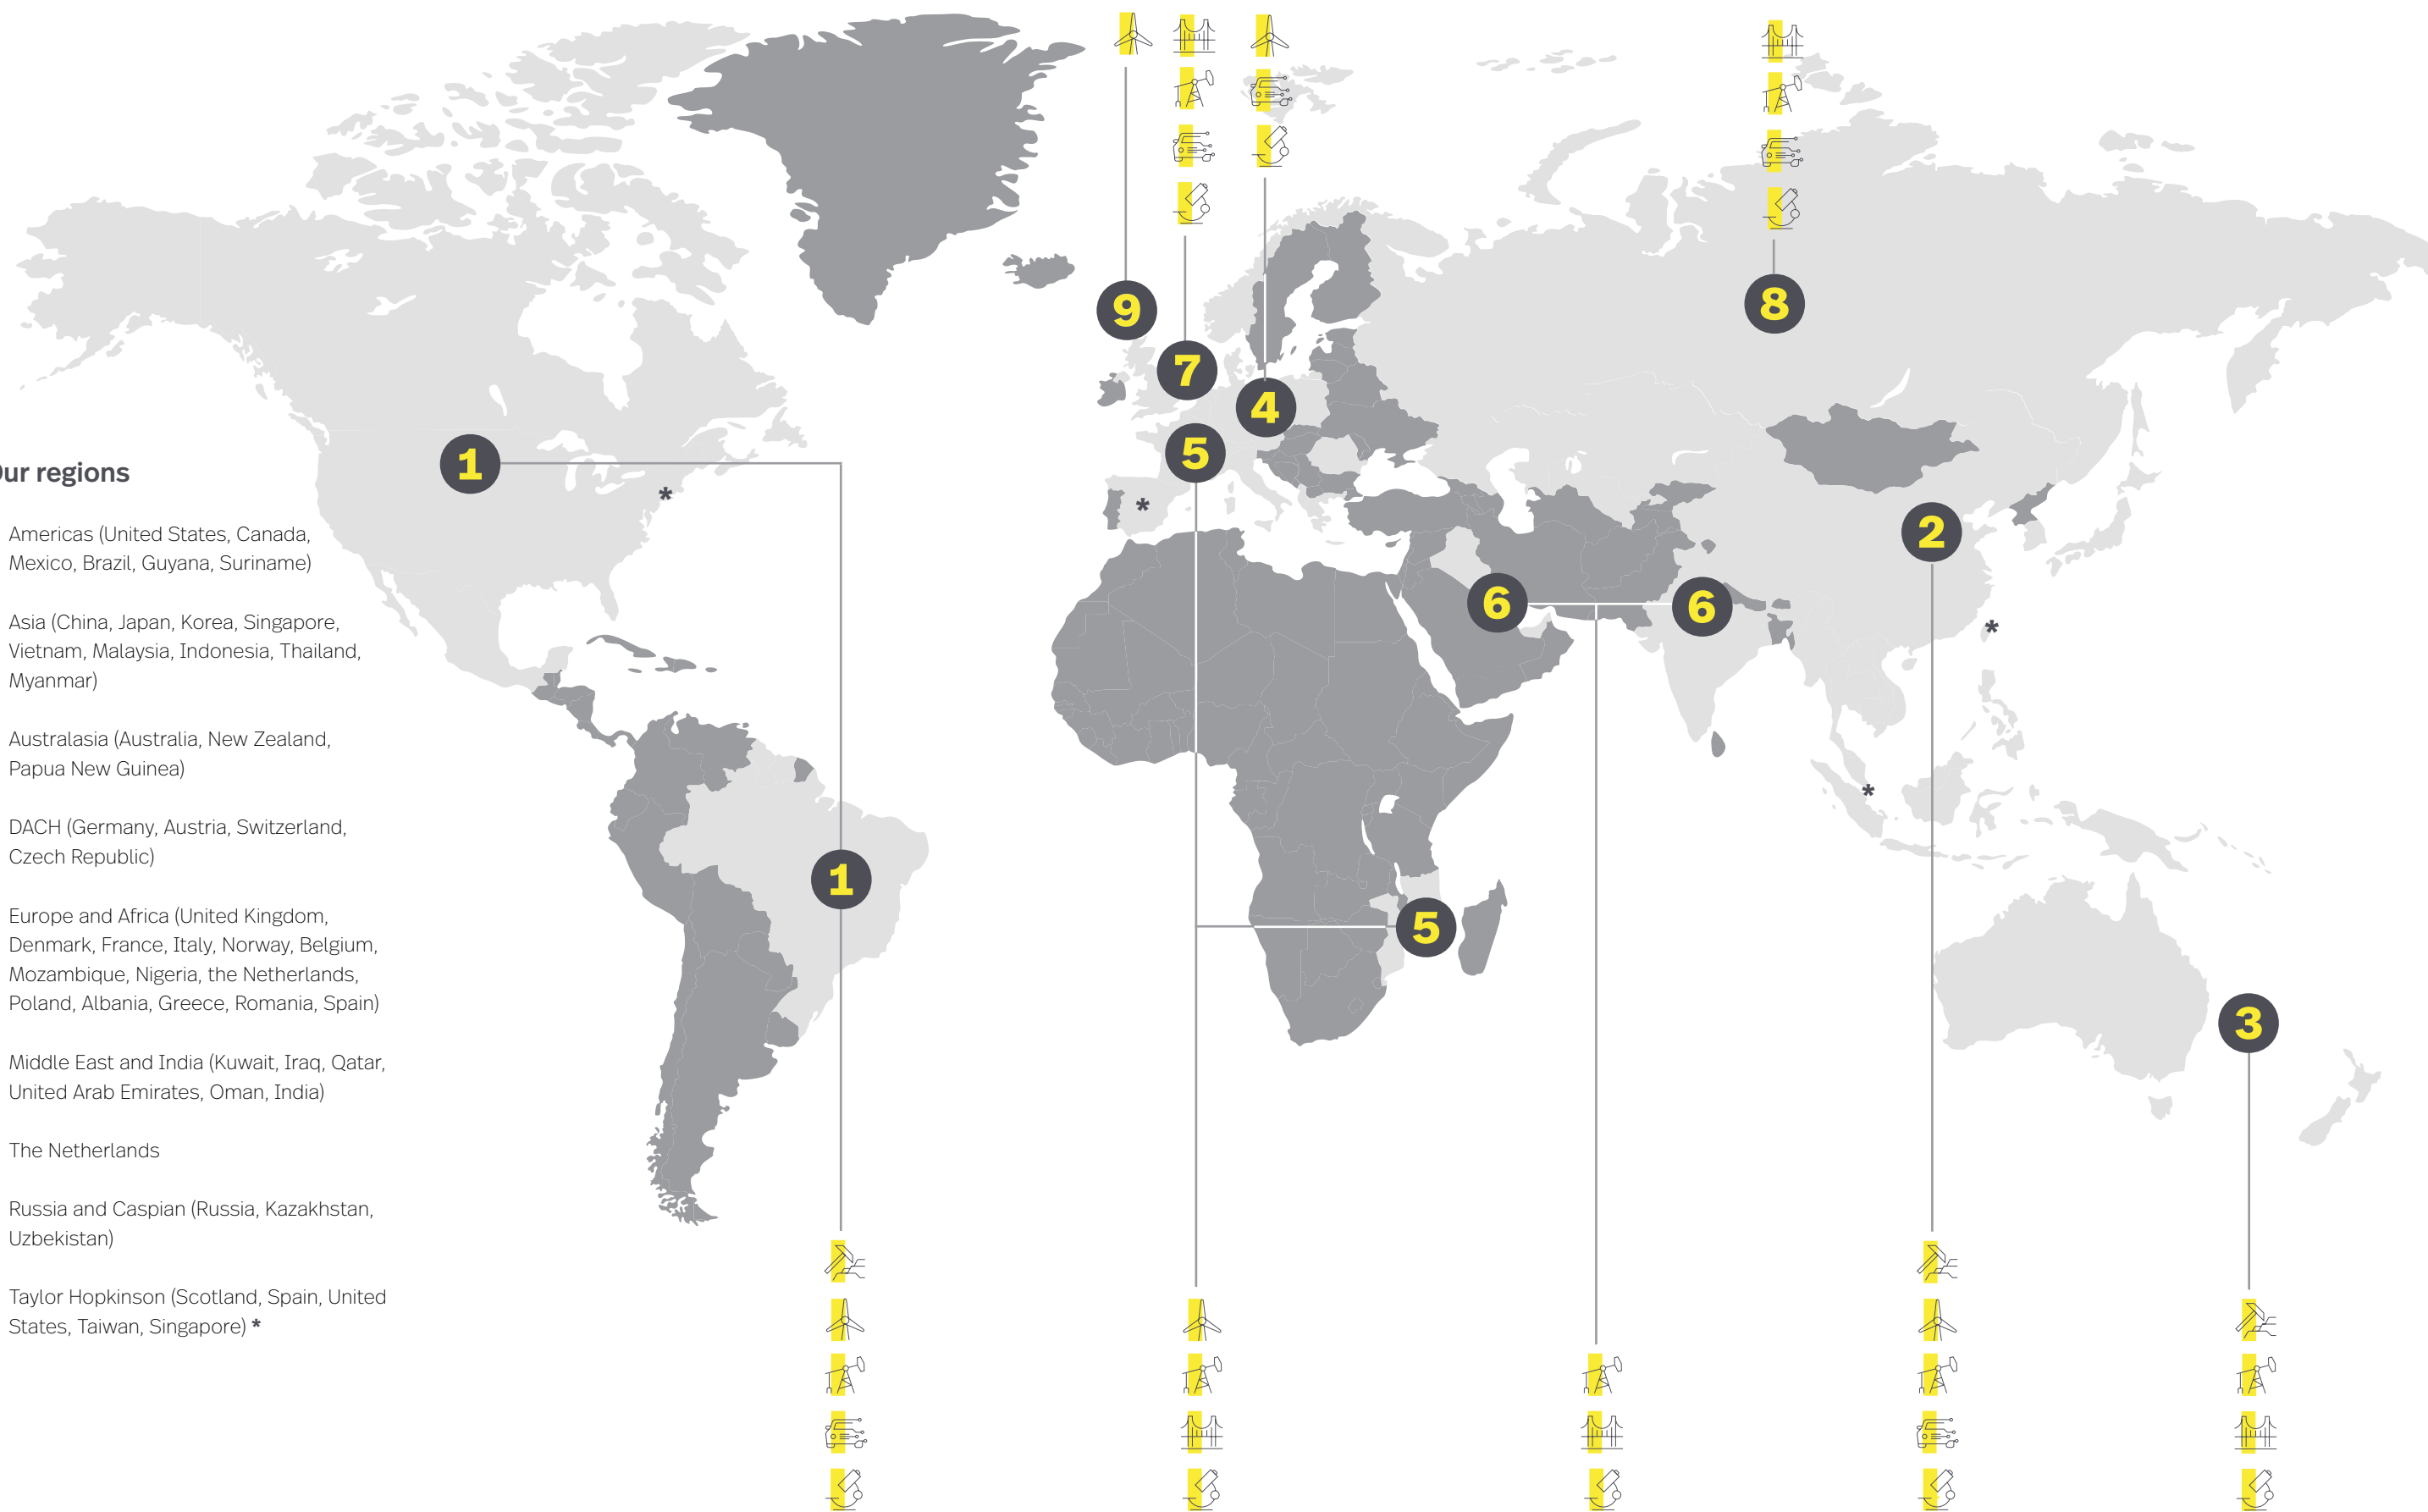 Our regions
Americas (United States, Canada,
Mexico, Brazil, Guyana, Suriname)
Asia (China, Japan, Korea, Singapore,
Vietnam, Malaysia, Indonesia, Thailand,
Myanmar)
Australasia (Australia, New Zealand,
Papua New Guinea)
DACH (Germany, Austria, Switzerland,
Czech Republic)
Europe and Africa (United Kingdom,
Denmark, France, Italy, Norway, Belgium,
Mozambique, Nigeria, the Netherlands,
Poland, Albania, Greece, Romania, Spain)
Middle East and India (Kuwait, Iraq, Qatar,
United Arab Emirates, Oman, India)
The Netherlands
Russia and Caspian (Russia, Kazakhstan,
Uzbekistan)
Taylor Hopkinson (Scotland, Spain, United
States, Taiwan, Singapore) *
9
8
7
4
5
1
*
*
2
6
6
*
*
1
5
3